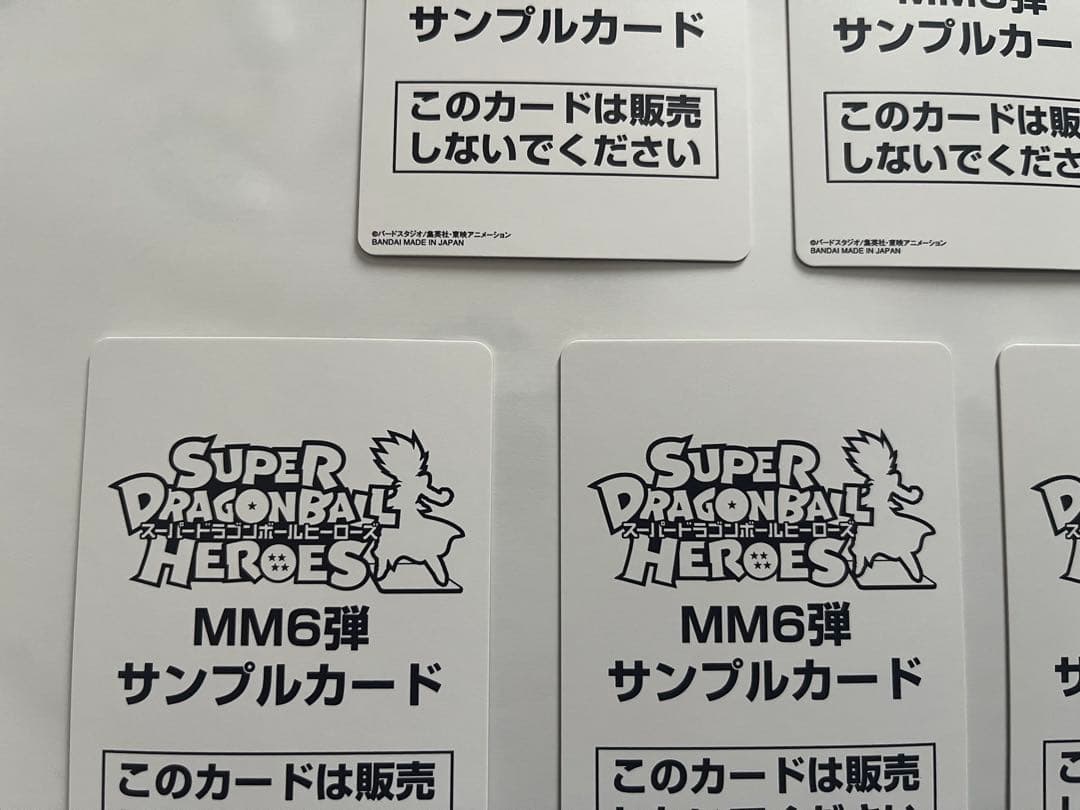 サンプルカード
このカードは販売
しないでください
©バードスタジオ/集英社・東映アニメーション
BANDAI MADE IN JAPAN
サンプルカー
このカードは販
しないでくださ
©バードスタジオ/集英社・東映アニメーション
BANDAI MADE IN JAPAN
SUPER
DRAGONBALL
スーパードラゴンボールヒーローズ
HEROES
MM6弾
サンプルカード
このカードは販売
SUPER
DRAGONBALL
スーパードラゴンボールヒーローズ
HEROES
MM6弾
サンプルカード
このカードは販売